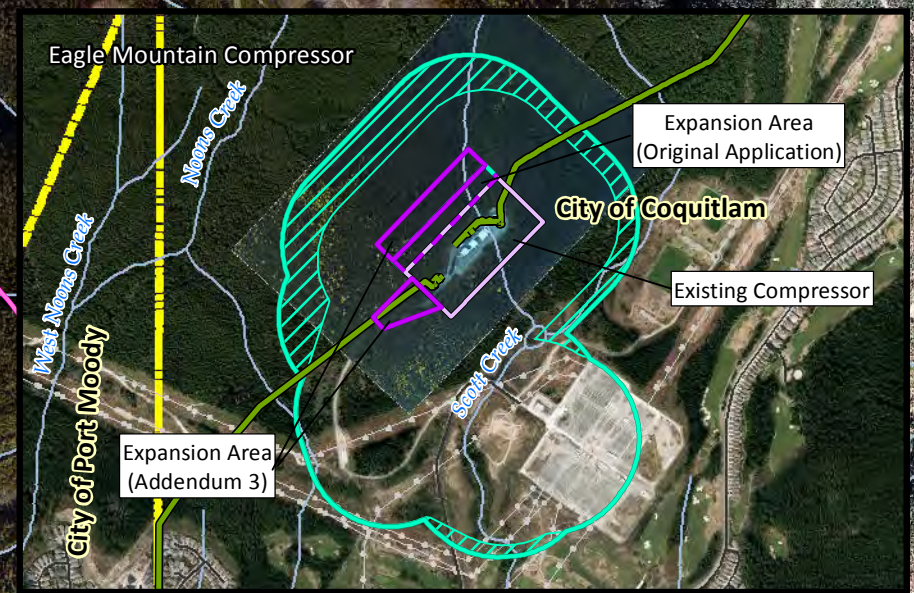 Eagle Mountain Compressor
Noons Creek
Expansion Area
(Original Application)
City of Coquitlam
Existing Compressor
West Noons Creek
Scott Creek
City of Port Moody
Expansion Area
(Addendum 3)